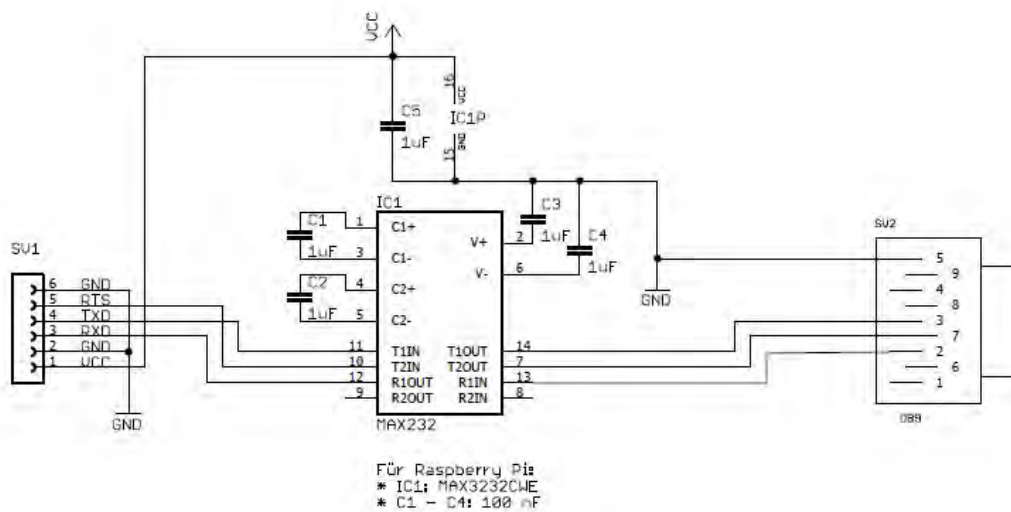 VCC
C5
1uF
16
VCC
IC1P
GND
15
IC1
C1
1uF
1
C1+
3
C1-
C2
1uF
4
C2+
5
C2-
11
T1IN
10
T2IN
12
R1OUT
9
R2OUT
V+
2
V-
6
C3
1uF
C4
1uF
T1OUT
14
T2OUT
7
R1IN
13
R2IN
8
MAX232
SV1
6 GND
5 RTS
4 TXD
3 RXD
2 GND
1 VCC
GND
GND
SV2
5
9
4
8
3
7
2
6
1
DB9
Für Raspberry Pi:
* IC1: MAX3232CWE
* C1 - C4: 100 nF